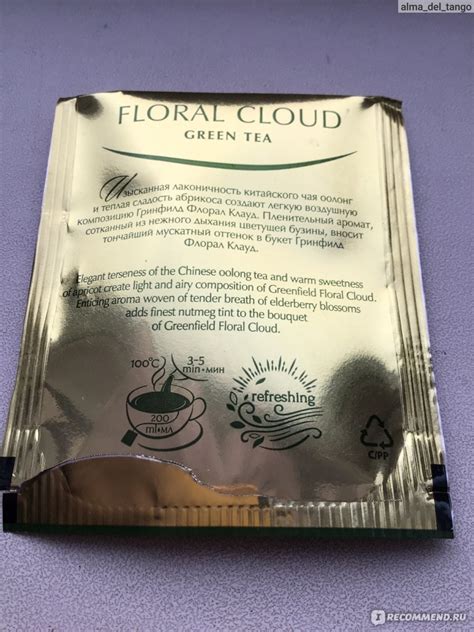 alma_del_tango
FLORAL CLOUD
GREEN TEA
Изысканная лаконичность китайского чая оолонг
и теплая сладость абрикоса создают легкую воздушную
композицию Гринфилд Флорал Клауд. Пленительный аромат,
сотканный из нежного дыхания цветущей бузины, вносит
тончайший мускатный оттенок в букет Гринфилд
Флорал Клауд.
Elegant terseness of the Chinese oolong tea and warm sweetness
of apricot create light and airy composition of Greenfield Floral Cloud.
Enticing aroma woven of tender breath of elderberry blossoms
adds finest nutmeg tint to the bouquet
of Greenfield Floral Cloud.
100°C
3–5
min•мин
200
ml•мл
refreshing
C/PP
RECOMMEND.RU